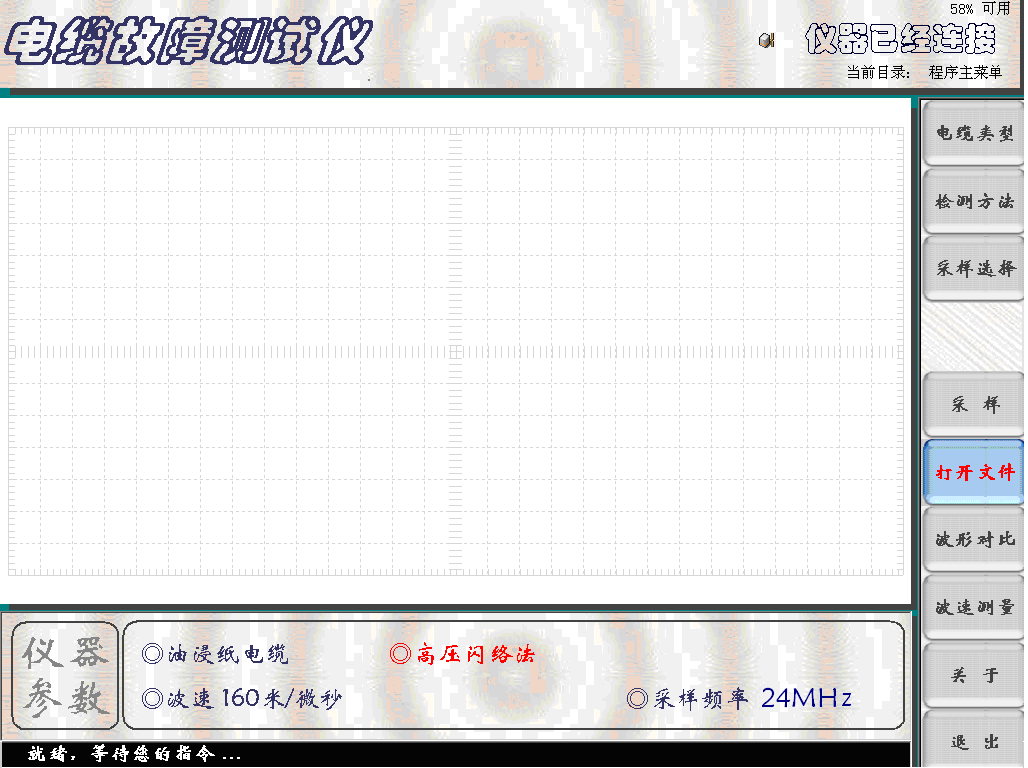 58% 可用
电缆故障测试仪
仪器已经连接
当前目录： 程序主菜单
电缆类型
检测方法
采样选择
采 样
打开文件
波形对比
波速测量
关 于
退 出
仪器参数
◎油浸纸电缆
◎高压闪络法
◎波速160米/微秒
◎采样频率 24MHz
就绪，等待您的指令...